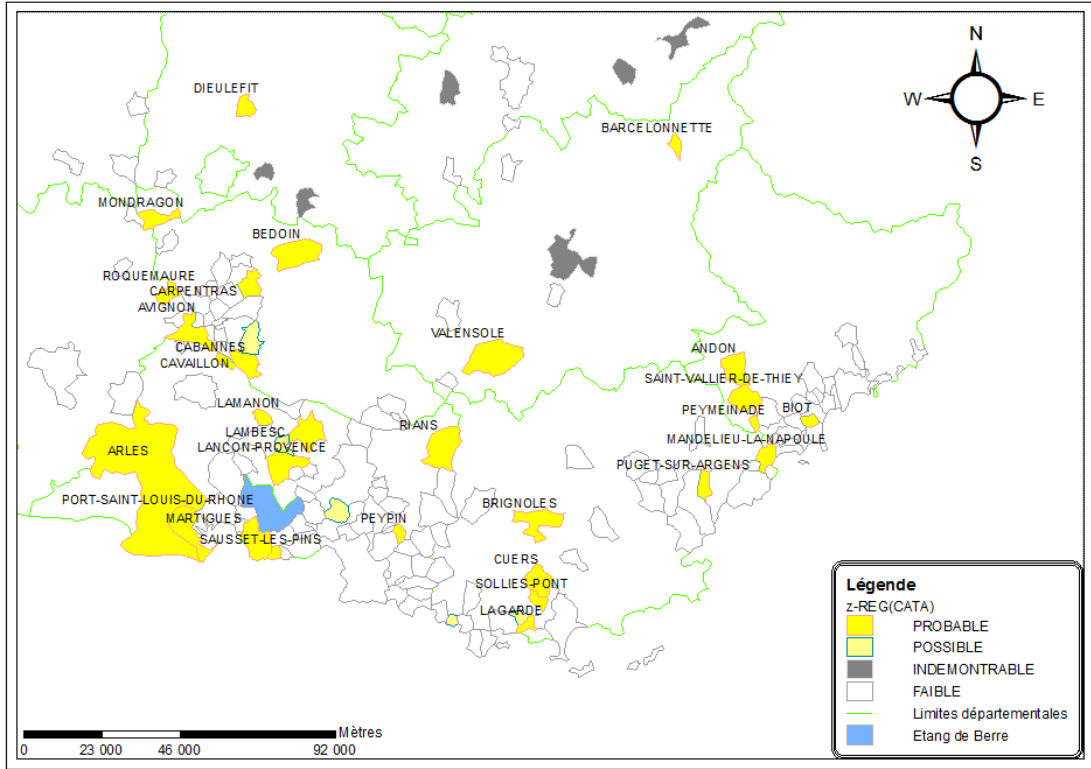 N
DIEULEFIT
W
E
BARCELONNETTE
S
MONDRAGON
BEDOIN
ROQUEMAURE
CARPENTRAS
AVIGNON
VALENSOLE
CABANNES
ANDON
CAVAILLON
SAINT-VALLIER-DE-THIEY
LAMANON
PEYMEINADE
BIOT
LAMBESC
RIANS
MANDELIEU-LA-NAPOULE
ARLES
LANCON-PROVENCE
PUGET-SUR-ARGENS
PORT-SAINT-LOUIS-DU-RHONE
BRIGNOLES
MARTIGUES
PEYPIN
SAUSSET-LES-PINS
CUERS
SOLLIES-PONT
LA GARDE
Légende
z-REG(CATA)
PROBABLE
POSSIBLE
INDEMONTRABLE
FAIBLE
Limites départementales
Etang de Berre
Mètres
0 23 000 46 000 92 000